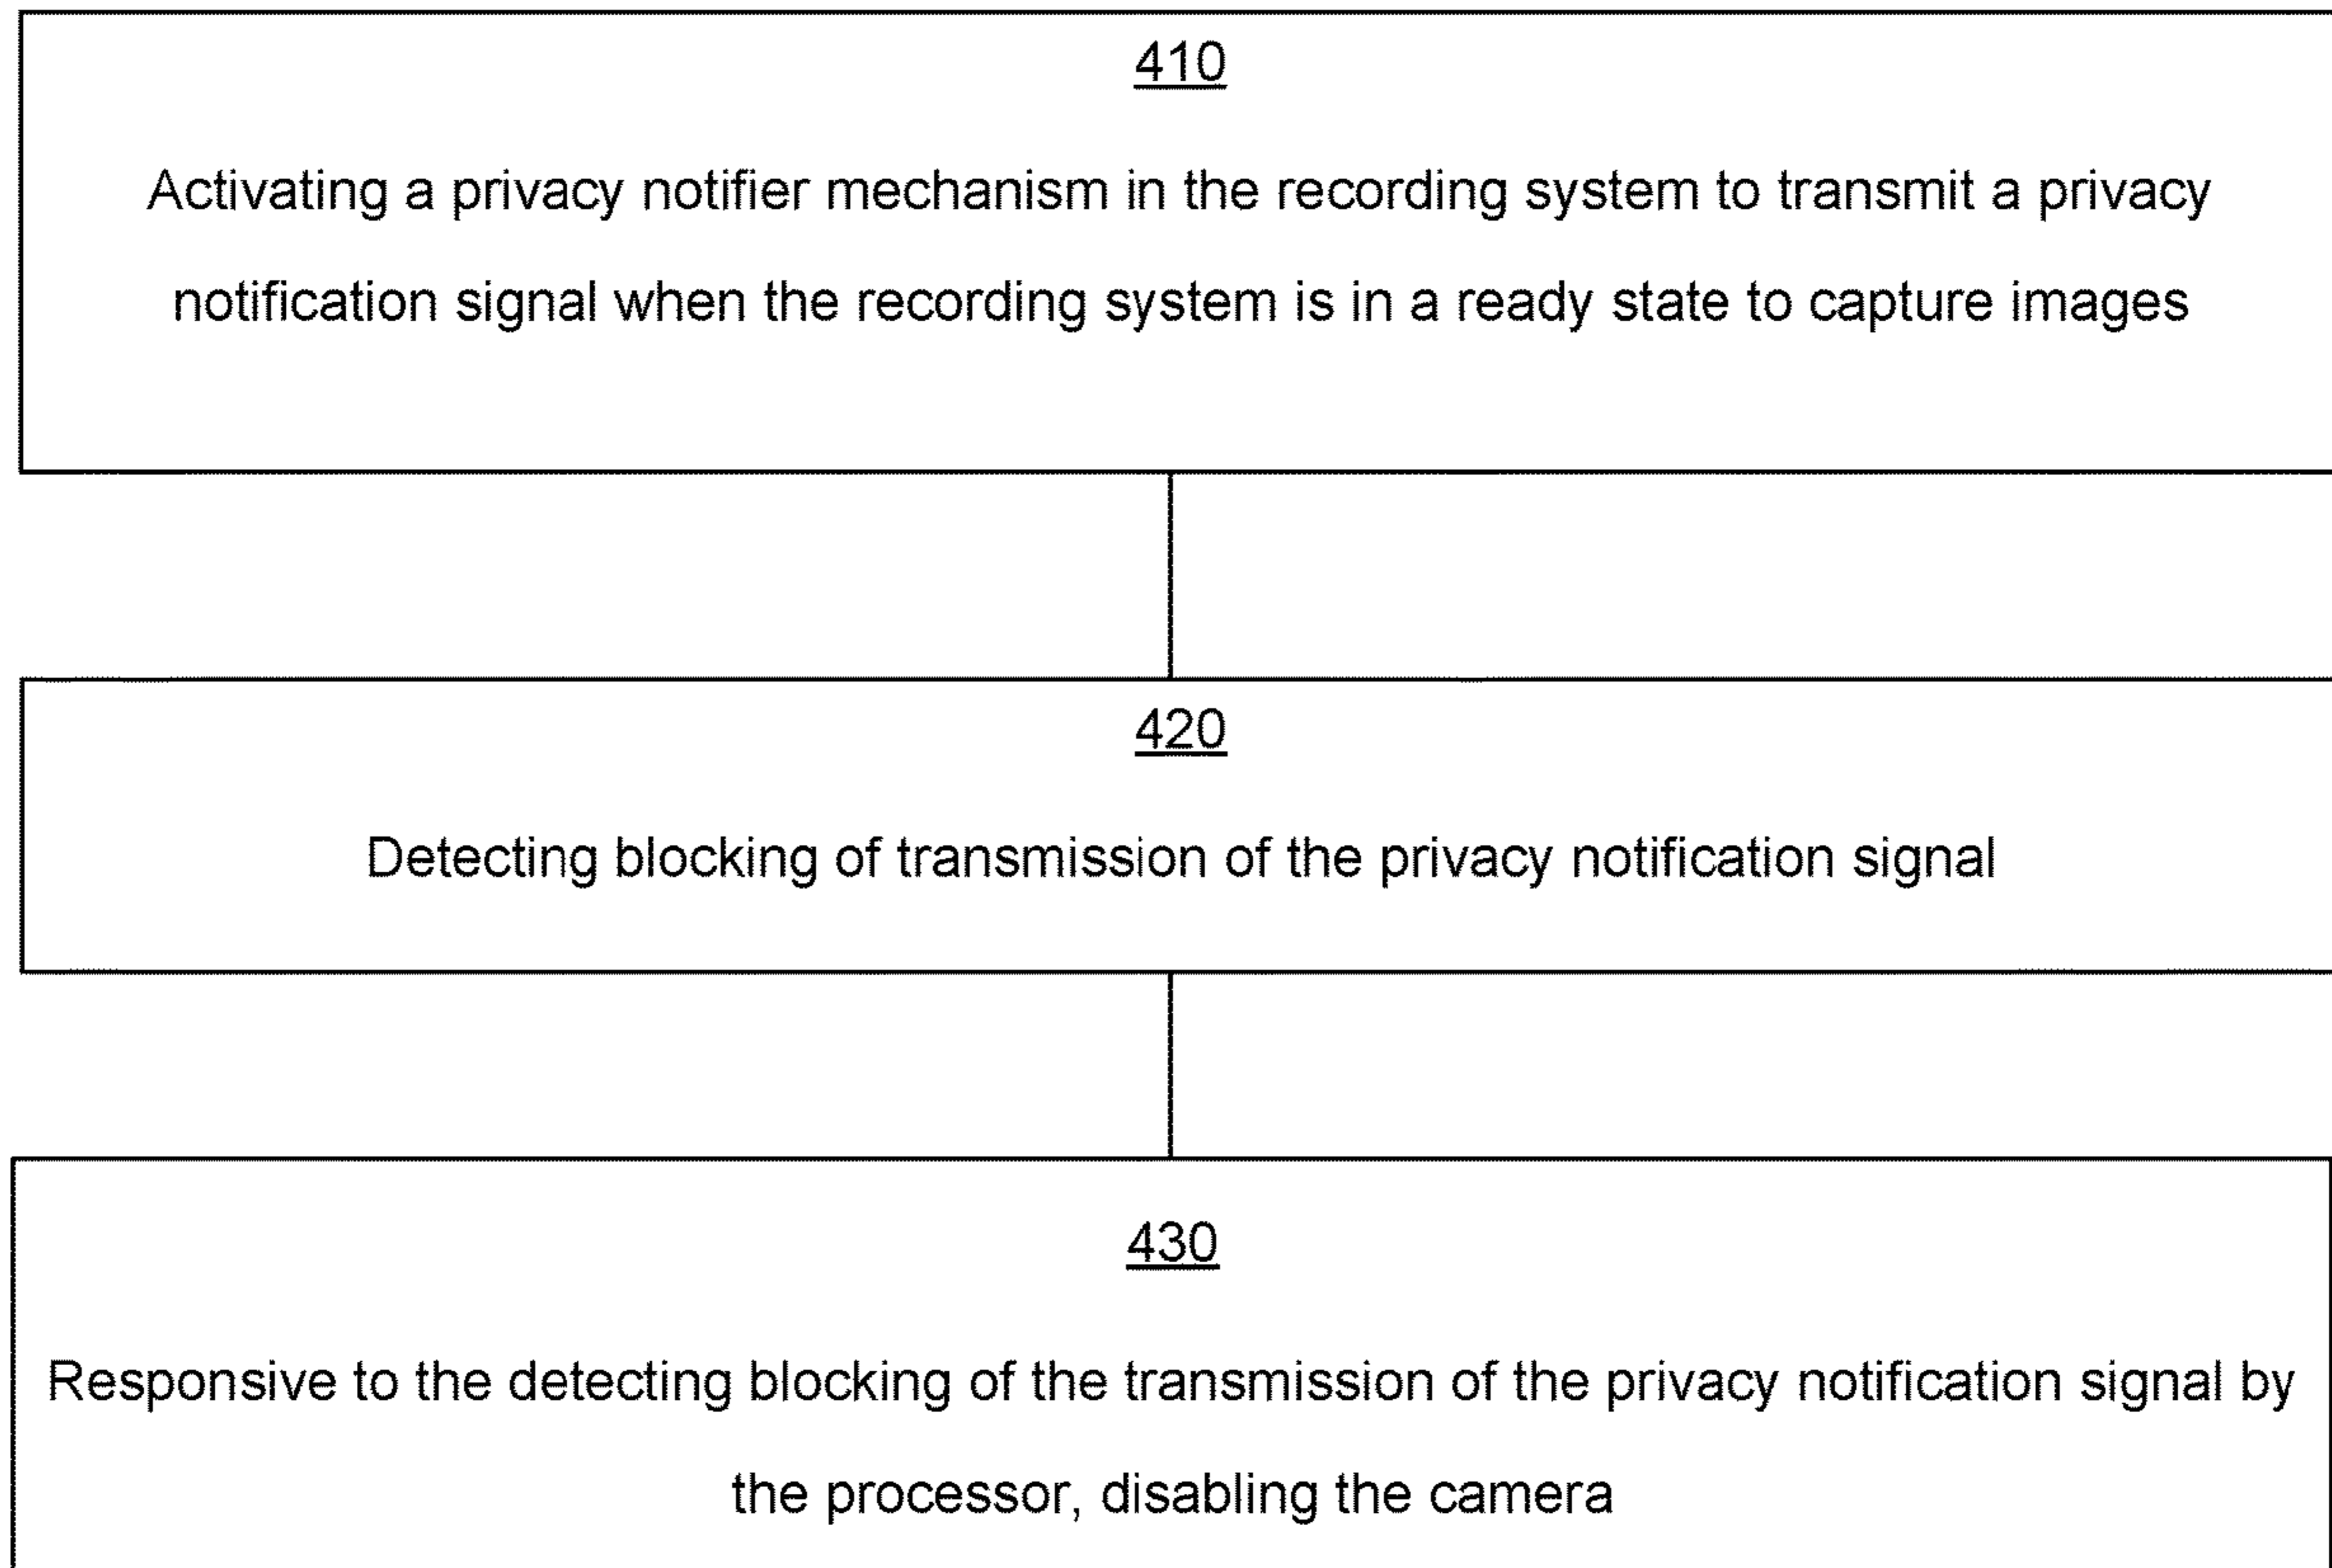 410
Activating a privacy notifier mechanism in the recording system to transmit a privacy
notification signal when the recording system is in a ready state to capture images
420
Detecting blocking of transmission of the privacy notification signal
430
Responsive to the detecting blocking of the transmission of the privacy notification signal by
the processor, disabling the camera